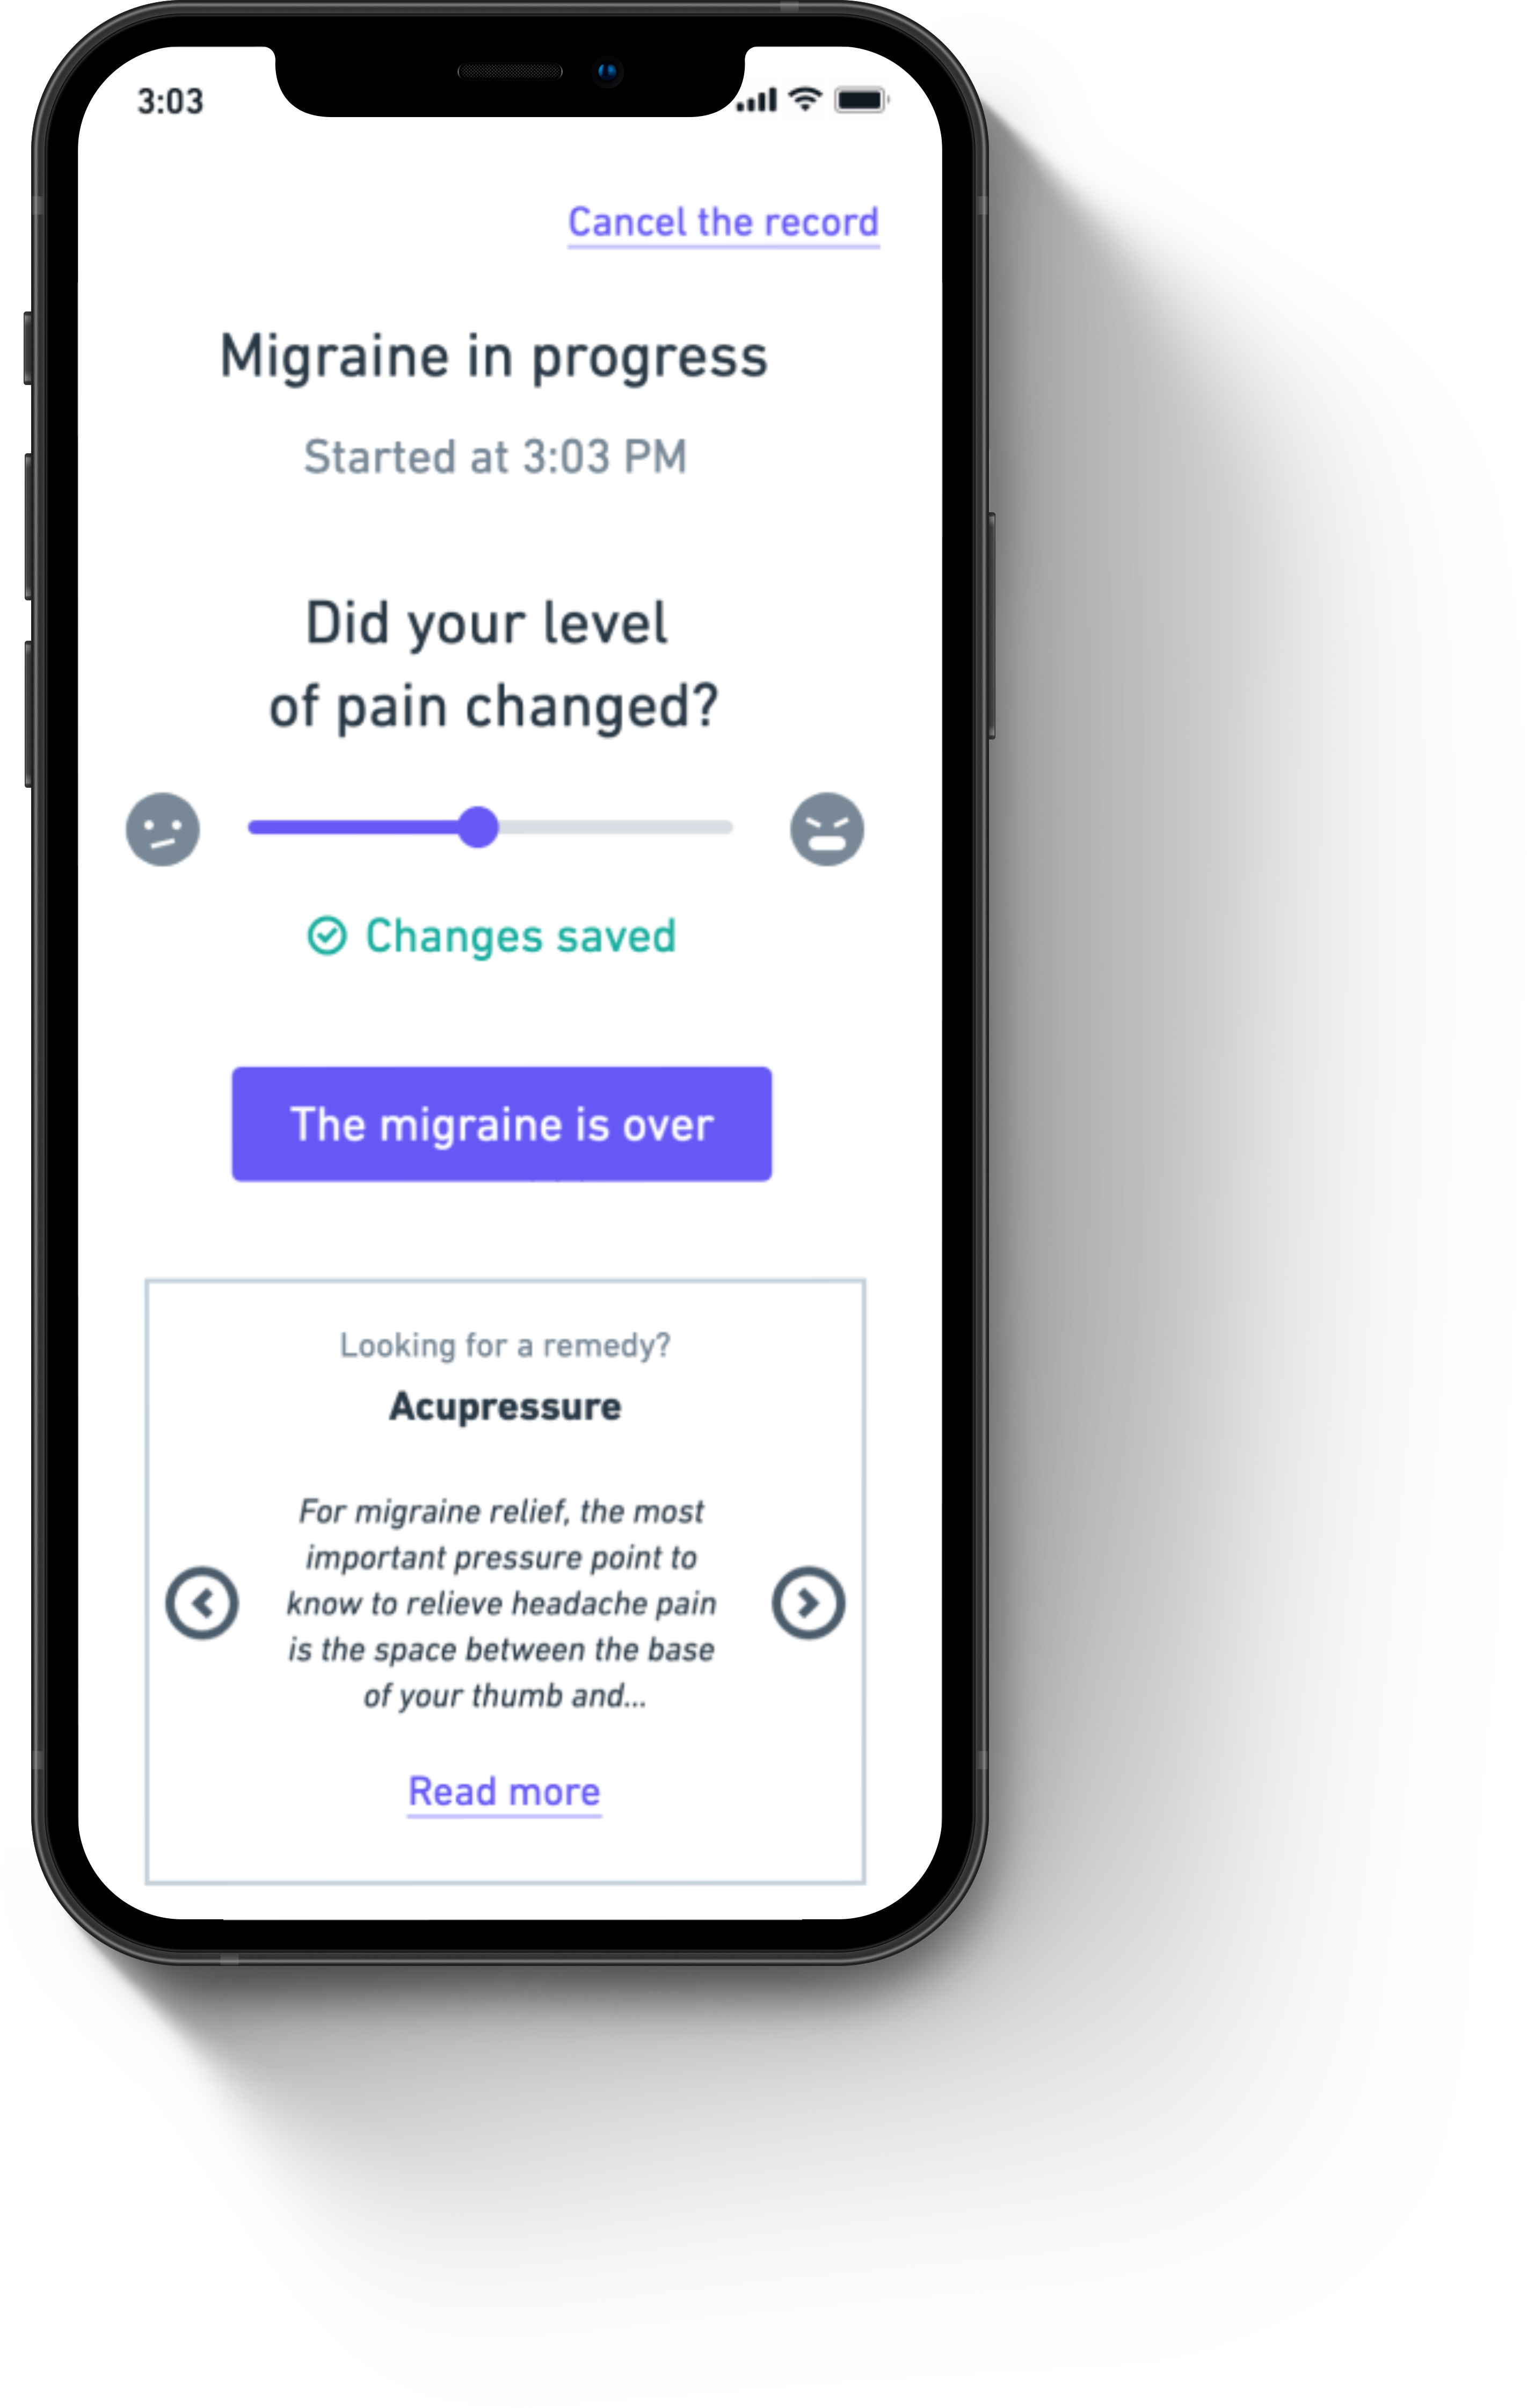 3:03
Cancel the record
Migraine in progress
Started at 3:03 PM
Did your level
of pain changed?
Changes saved
The migraine is over
Looking for a remedy?
Acupressure
For migraine relief, the most
important pressure point to
know to relieve headache pain
is the space between the base
of your thumb and...
Read more